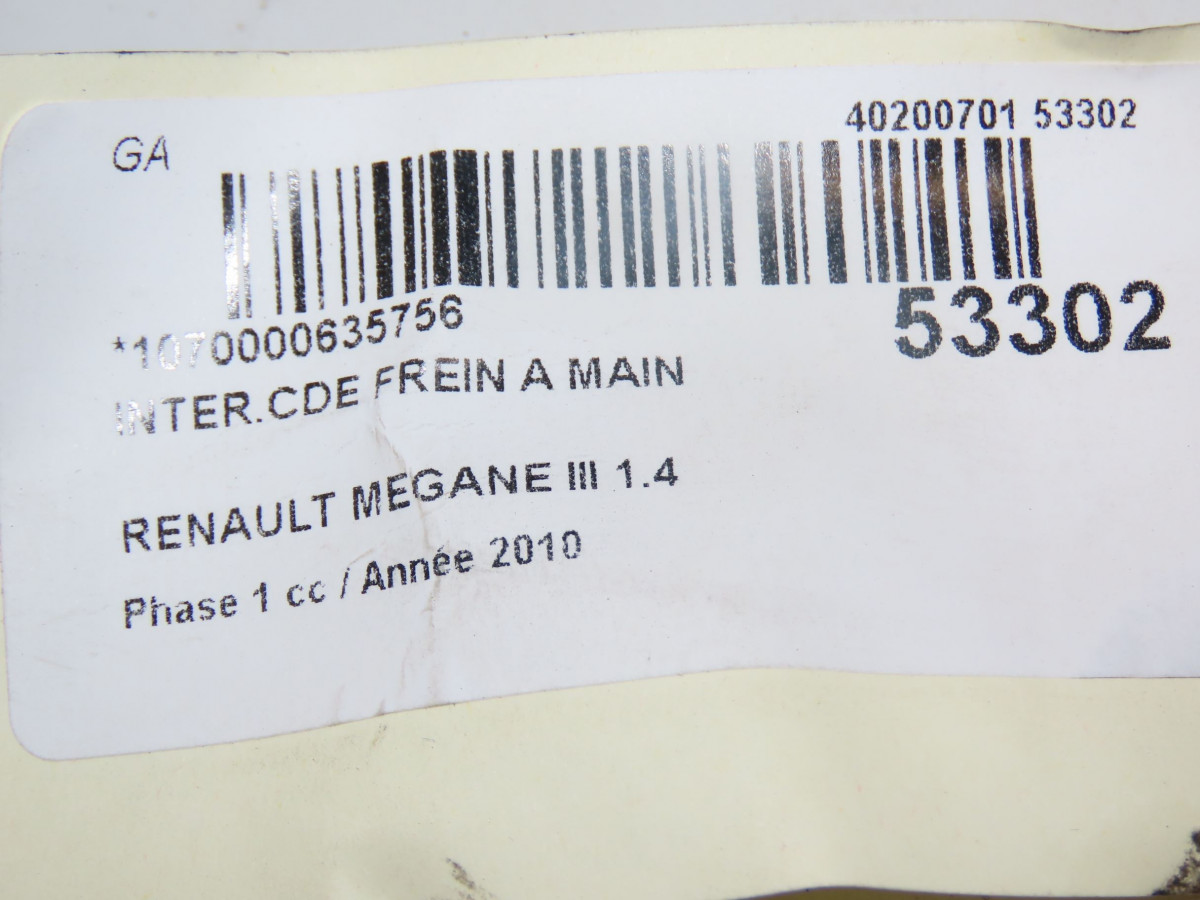 GA
40200701 53302
*1070000635756
53302
INTER.CDE FREIN A MAIN
RENAULT MEGANE III 1.4
Phase 1 cc / Année 2010